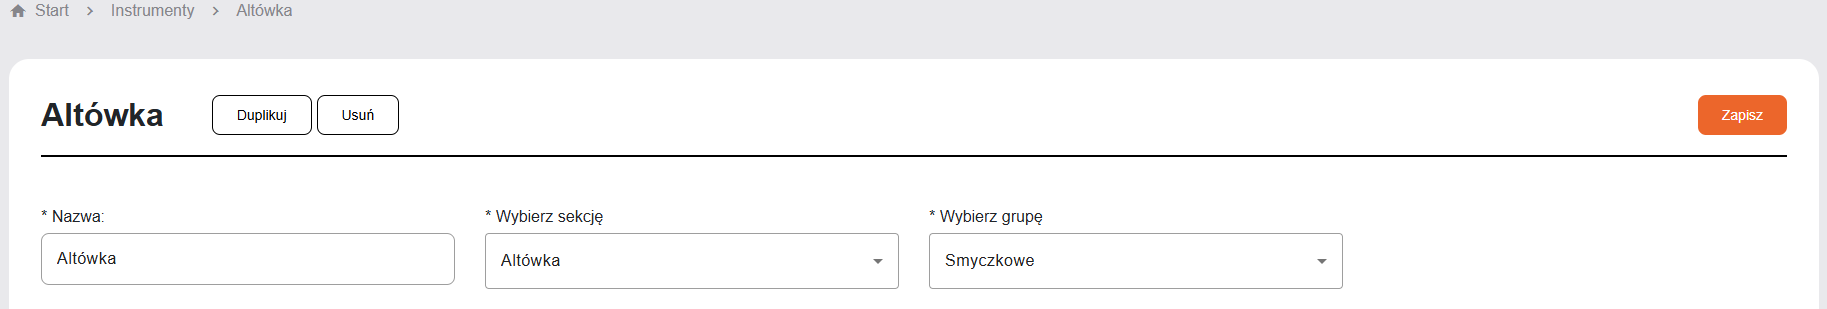 Start > Instrumenty > Altówka
Altówka Duplikuj Usuń Zapisz
* Nazwa: * Wybierz sekcję * Wybierz grupę
Altówka Altówka Smyczkowe